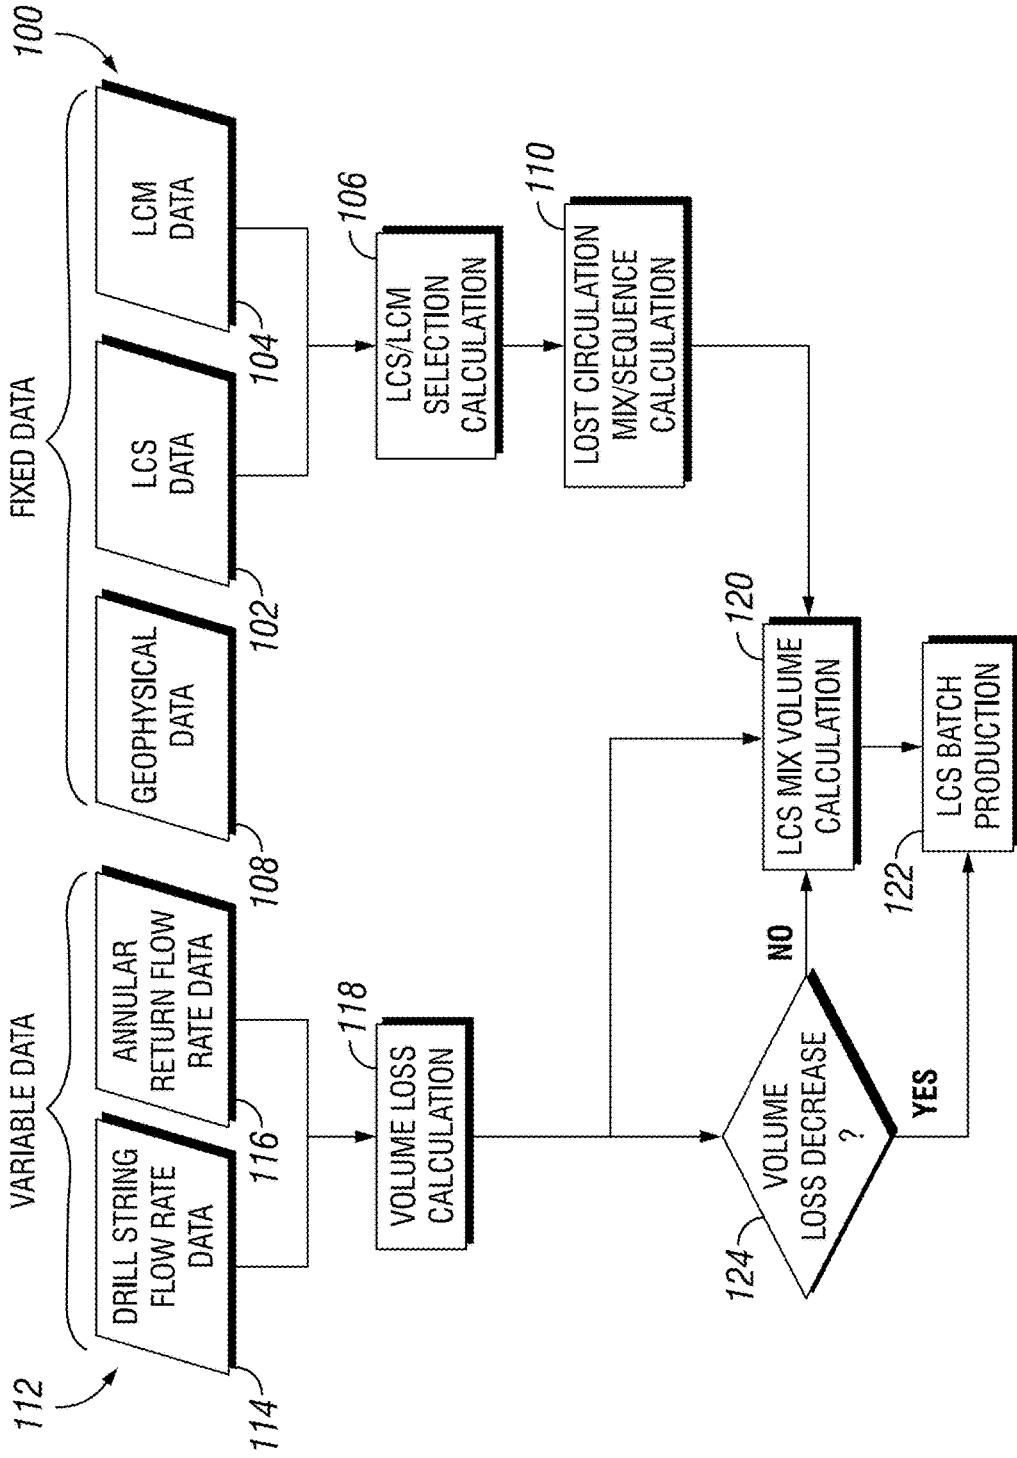 112
VARIABLE DATA
FIXED DATA
100
DRILL STRING
FLOW RATE
DATA
114
ANNULAR
RETURN FLOW
RATE DATA
116
GEOPHYSICAL
DATA
108
LCS
DATA
102
LCM
DATA
104
VOLUME LOSS
CALCULATION
118
LCS/LCM
SELECTION
CALCULATION
106
LOST CIRCULATION
MIX/SEQUENCE
CALCULATION
110
VOLUME
LOSS DECREASE
?
124
NO
YES
LCS MIX VOLUME
CALCULATION
120
LCS BATCH
PRODUCTION
122